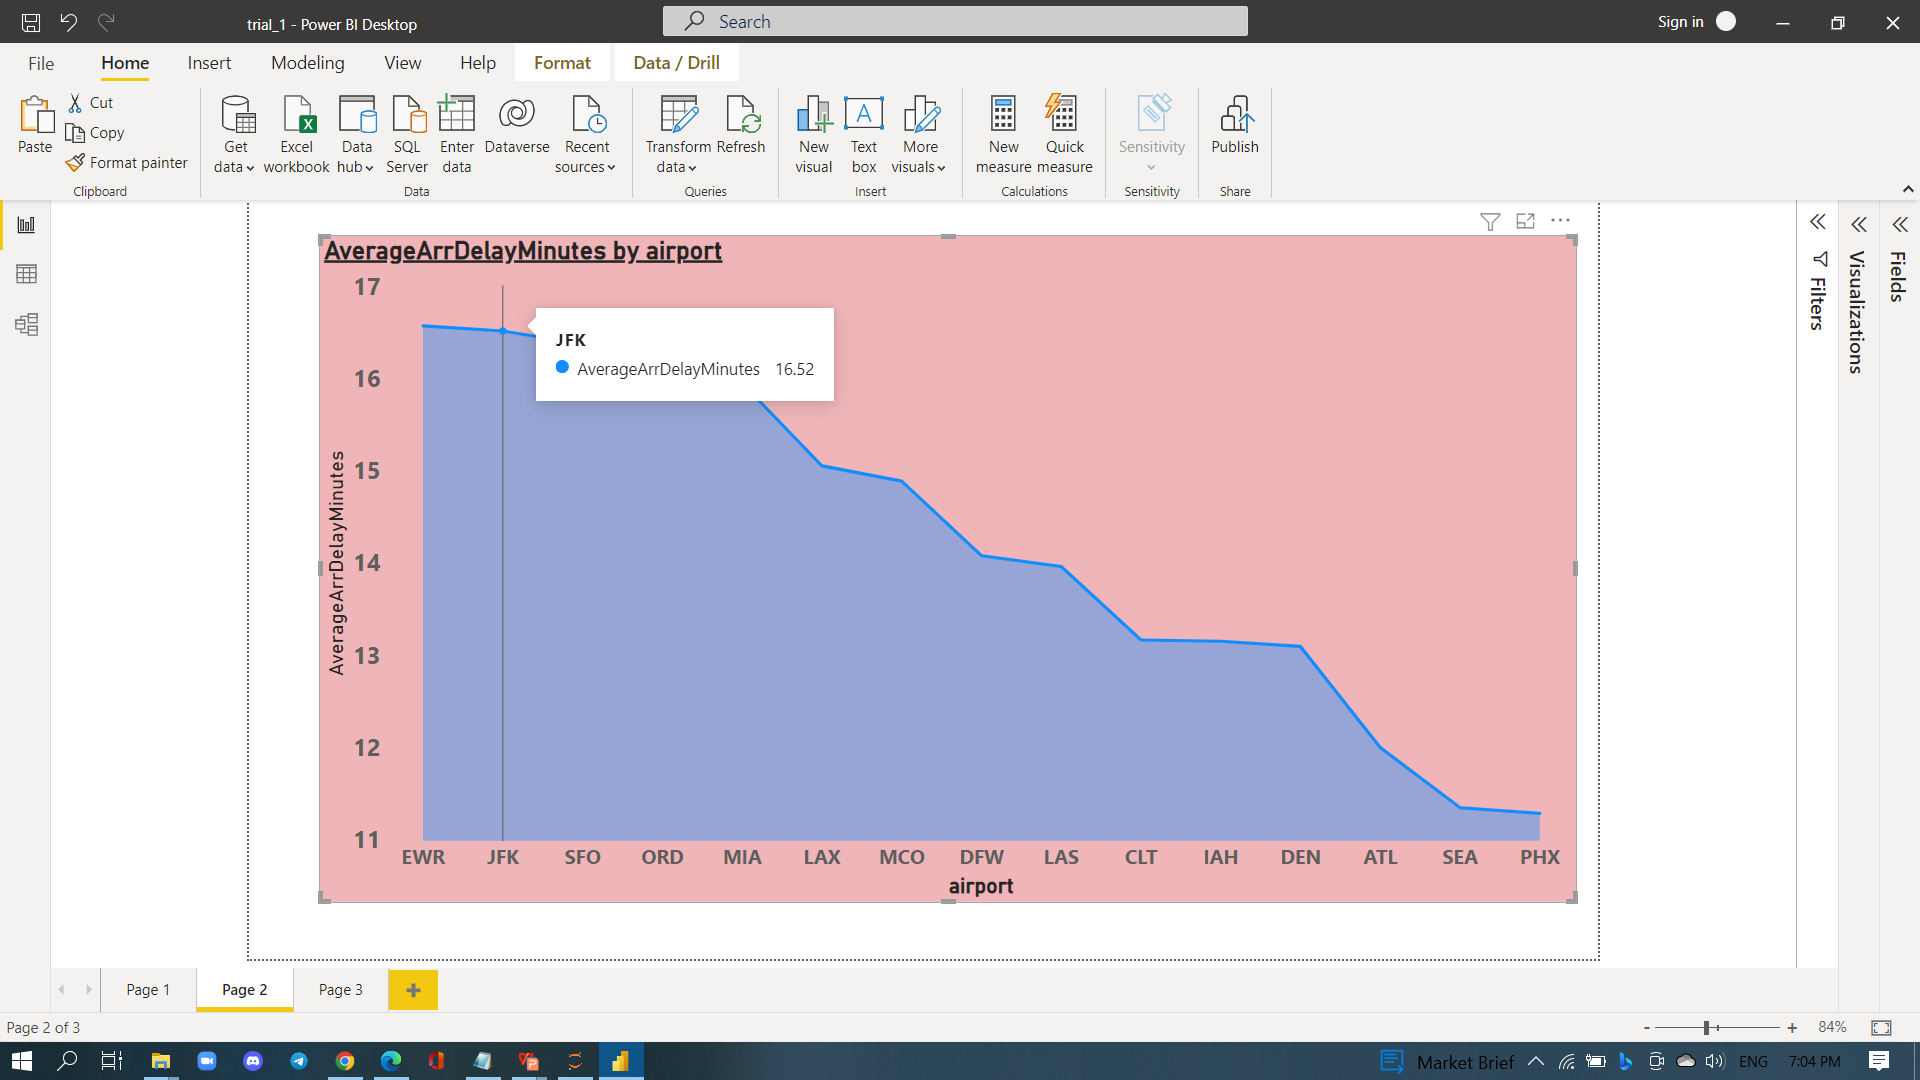 trial_1 - Power BI Desktop
Search
Sign in
File Home Insert Modeling View Help Format Data / Drill
Paste
Cut
Copy
Format painter
Clipboard
Get data
Excel workbook
Data hub
SQL Server
Enter data
Dataverse
Recent sources
Data
Transform data
Refresh
Queries
New visual
A
Text box
More visuals
Insert
New measure
Quick measure
Calculations
Sensitivity
Sensitivity
Publish
Share
AverageArrDelayMinutes by airport
17
16
15
14
13
12
11
AverageArrDelayMinutes
JFK
AverageArrDelayMinutes 16.52
EWR JFK SFO ORD MIA LAX MCO DFW LAS CLT IAH DEN ATL SEA PHX
airport
Filters
Visualizations
Fields
Page 1 Page 2 Page 3 +
Page 2 of 3
- + 84%
Market Brief ENG 7:04 PM